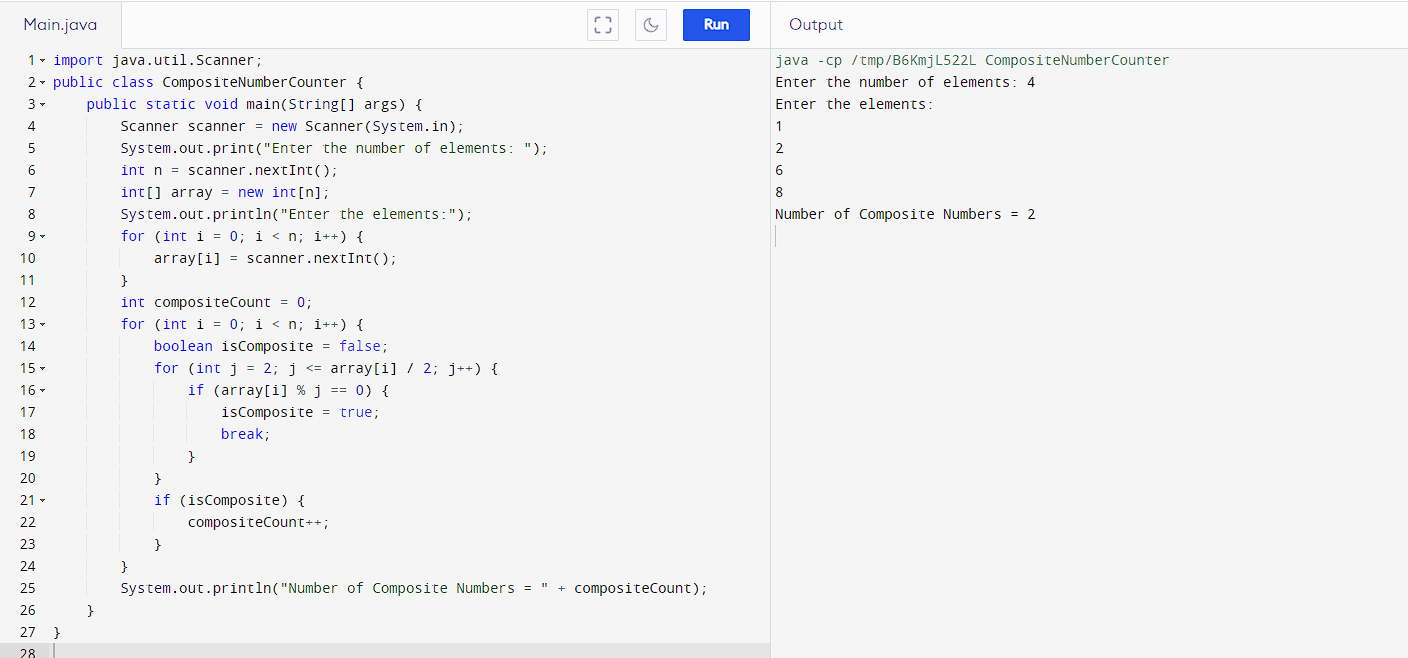 Main.java
Run
Output
1 import java.util.Scanner;
2 public class CompositeNumberCounter {
3 public static void main(String[] args) {
4 Scanner scanner = new Scanner(System.in);
5 System.out.print("Enter the number of elements: ");
6 int n = scanner.nextInt();
7 int[] array = new int[n];
8 System.out.println("Enter the elements:");
9 for (int i = 0; i < n; i++) {
10 array[i] = scanner.nextInt();
11 }
12 int compositeCount = 0;
13 for (int i = 0; i < n; i++) {
14 boolean isComposite = false;
15 for (int j = 2; j <= array[i] / 2; j++) {
16 if (array[i] % j == 0) {
17 isComposite = true;
18 break;
19 }
20 }
21 if (isComposite) {
22 compositeCount++;
23 }
24 }
25 System.out.println("Number of Composite Numbers = " + compositeCount);
26 }
27 }
28
java -cp /tmp/B6KmjL522L CompositeNumberCounter
Enter the number of elements: 4
Enter the elements:
1
2
6
8
Number of Composite Numbers = 2